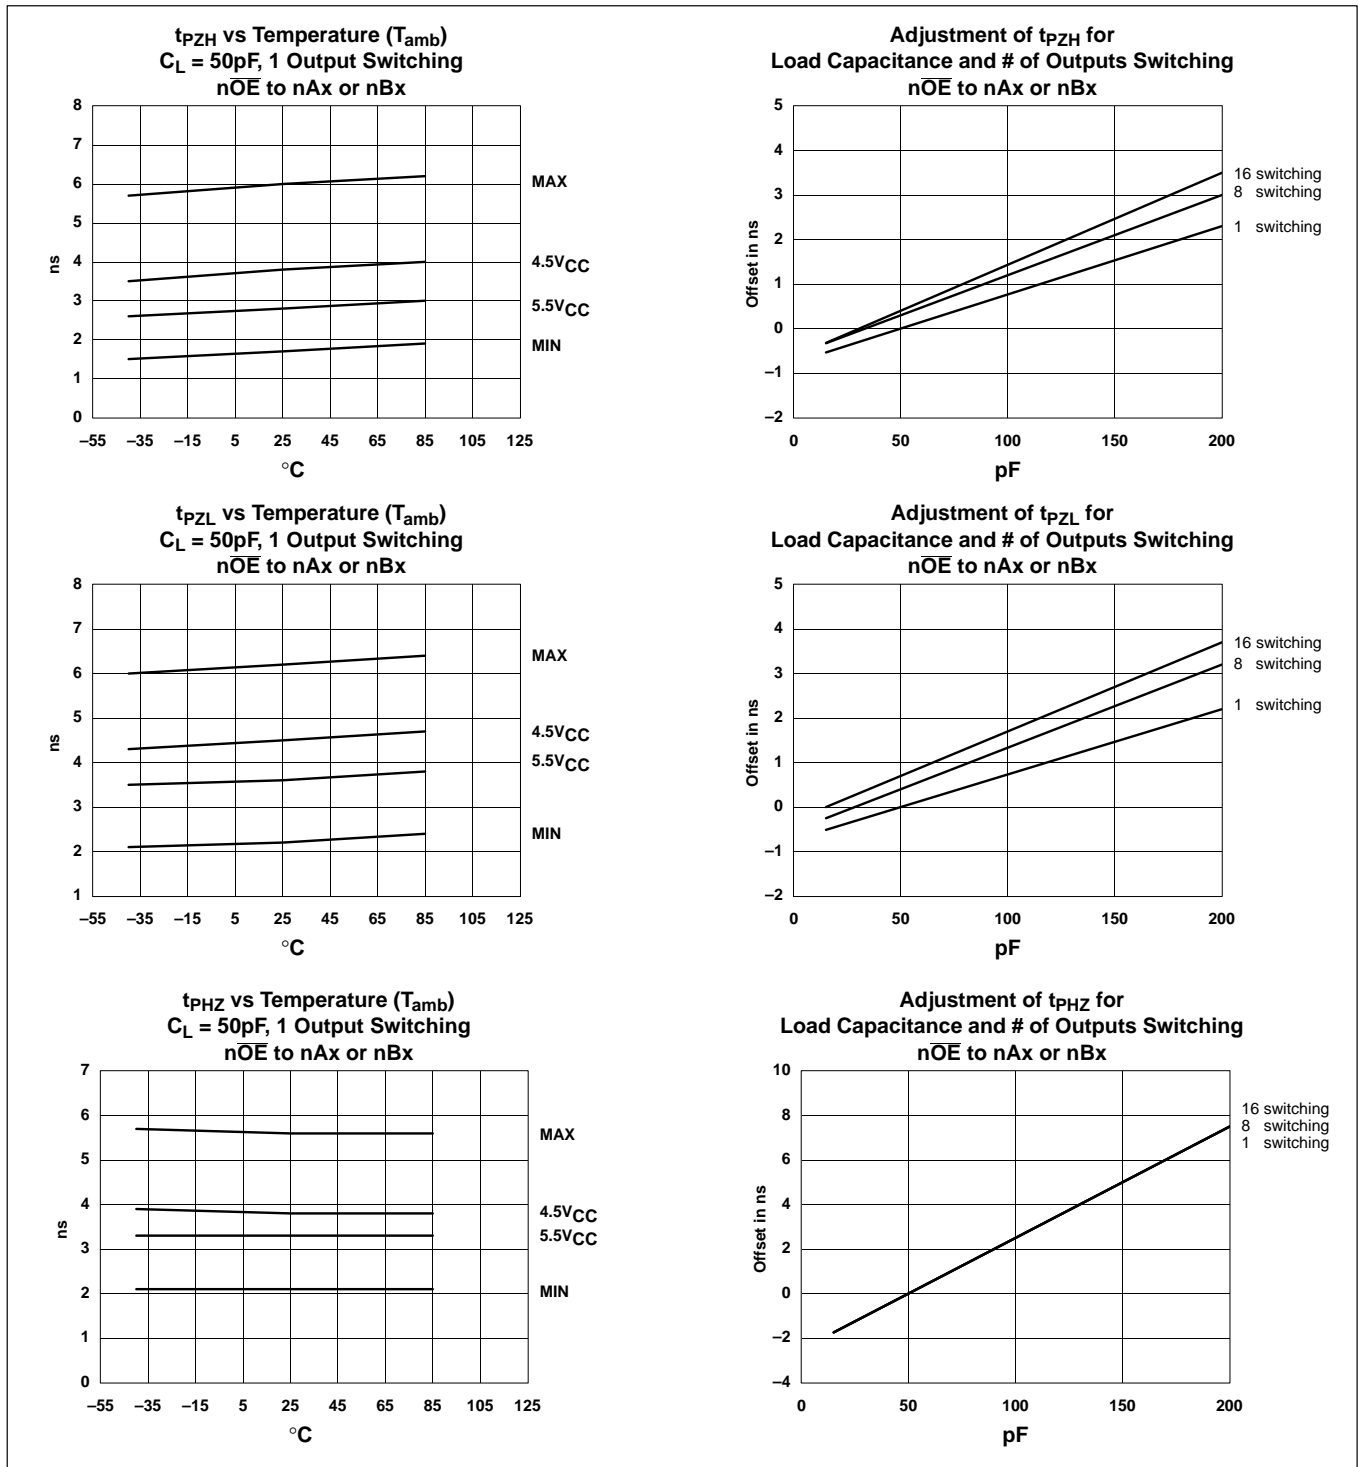 tPZH vs Temperature (Tamb)
CL = 50pF, 1 Output Switching
nOE to nAx or nBx
8
7
6
5
4
3
2
1
0
ns
MAX
4.5VCC
5.5VCC
MIN
–55 –35 –15 5 25 45 65 85 105 125
°C
Adjustment of tPZH for
Load Capacitance and # of Outputs Switching
nOE to nAx or nBx
5
4
3
2
1
0
–1
–2
Offset in ns
16 switching
8 switching
1 switching
0 50 100 150 200
pF
tPZL vs Temperature (Tamb)
CL = 50pF, 1 Output Switching
nOE to nAx or nBx
8
7
6
5
4
3
2
1
ns
MAX
4.5VCC
5.5VCC
MIN
–55 –35 –15 5 25 45 65 85 105 125
°C
Adjustment of tPZL for
Load Capacitance and # of Outputs Switching
nOE to nAx or nBx
5
4
3
2
1
0
–1
–2
Offset in ns
16 switching
8 switching
1 switching
0 50 100 150 200
pF
tPHZ vs Temperature (Tamb)
CL = 50pF, 1 Output Switching
nOE to nAx or nBx
7
6
5
4
3
2
1
0
ns
MAX
4.5VCC
5.5VCC
MIN
–55 –35 –15 5 25 45 65 85 105 125
°C
Adjustment of tPHZ for
Load Capacitance and # of Outputs Switching
nOE to nAx or nBx
10
8
6
4
2
0
–2
–4
Offset in ns
16 switching
8 switching
1 switching
0 50 100 150 200
pF